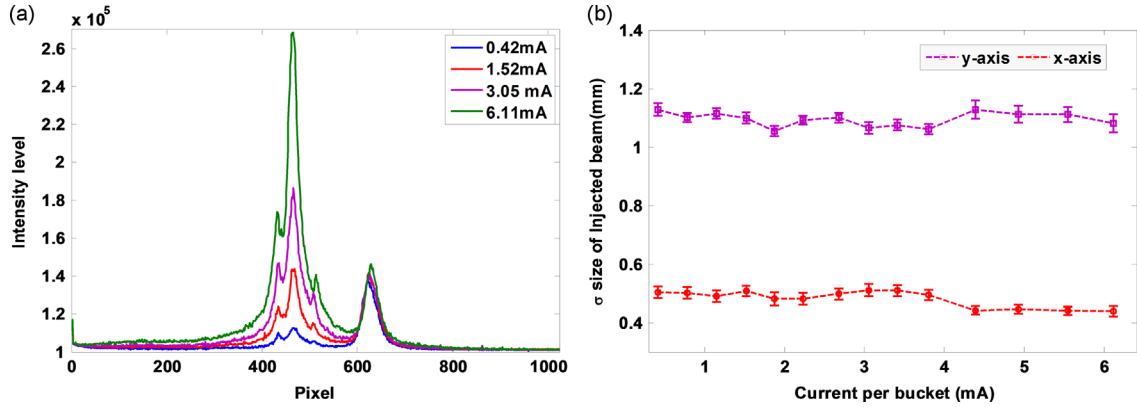 (a)
x 10^5
2.6
2.4
2.2
2
1.8
1.6
1.4
1.2
1
0 200 400 600 800 1000
Intensity level
Pixel
0.42mA
1.52mA
3.05 mA
6.11mA
(b)
1.4
1.2
1
0.8
0.6
0.4
1 2 3 4 5 6
σ size of Injected beam(mm)
Current per bucket (mA)
y-axis x-axis